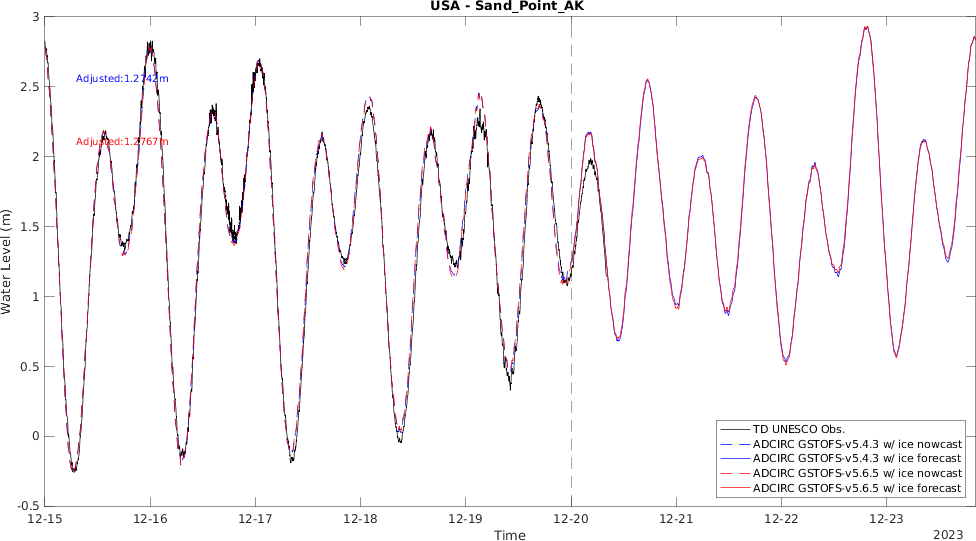 USA - Sand_Point_AK
3
2.5
2
1.5
1
0.5
0
-0.5
Water Level (m)
Adjusted:1.2742m
Adjusted:1.2767m
TD UNESCO Obs.
ADCIRC GSTOFS-v5.4.3 w/ ice nowcast
ADCIRC GSTOFS-v5.4.3 w/ ice forecast
ADCIRC GSTOFS-v5.6.5 w/ ice nowcast
ADCIRC GSTOFS-v5.6.5 w/ ice forecast
12-15 12-16 12-17 12-18 12-19 12-20 12-21 12-22 12-23
Time
2023